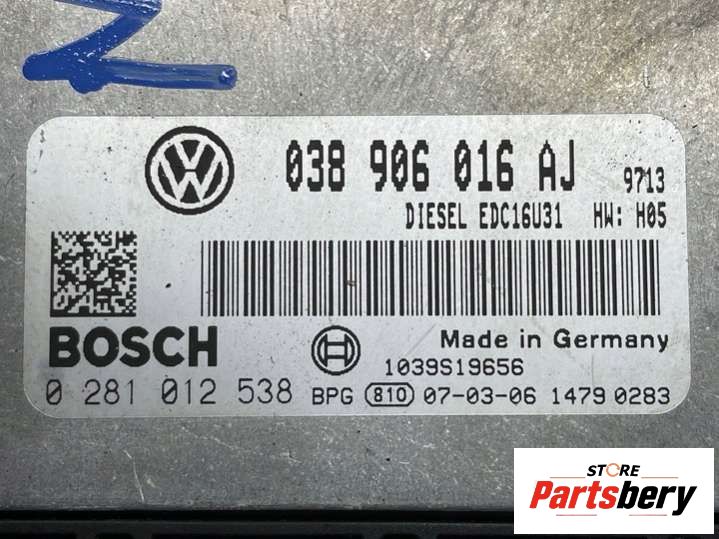 038 906 016 AJ 9713
DIESEL EDC16U31 HW: H05
BOSCH
Made in Germany
1039S19656
0 281 012 538 BPG 810 07-03-06 1479 0283
STORE
Partsbery